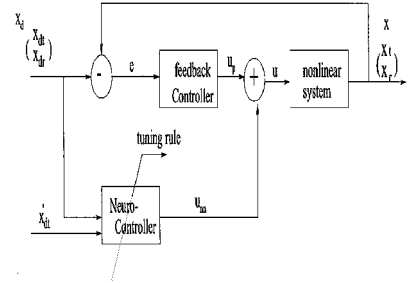 x_d
(x_dt
x_dr)
-
e
feedback
Controller
u_p
+
u
nonlinear
system
x
(x_t
x_r)
tuning rule
ẋ_dt
Neuro-
Controller
u_nn